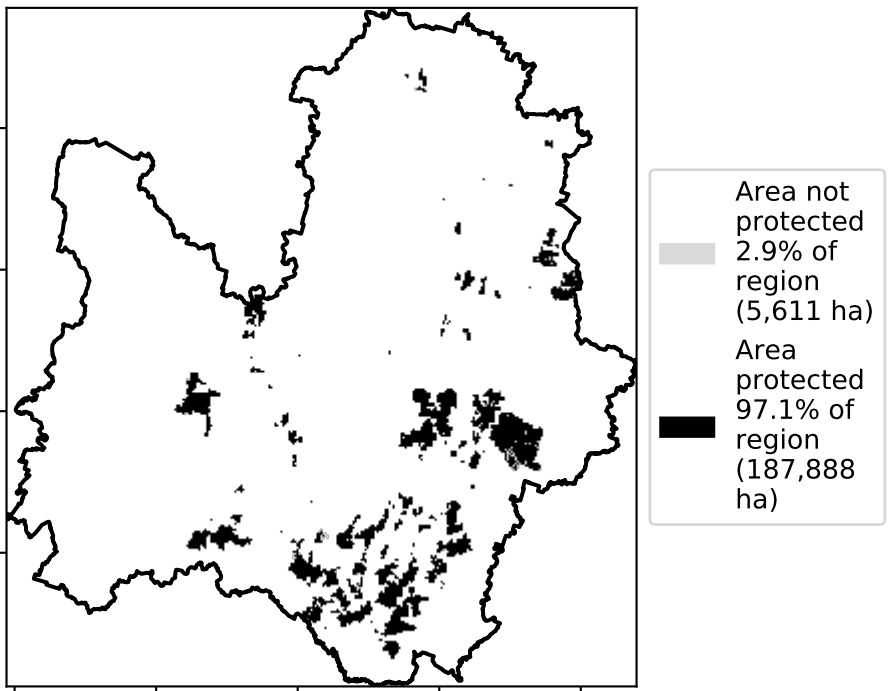 Area not
protected
2.9% of
region
(5,611 ha)
Area
protected
97.1% of
region
(187,888
ha)